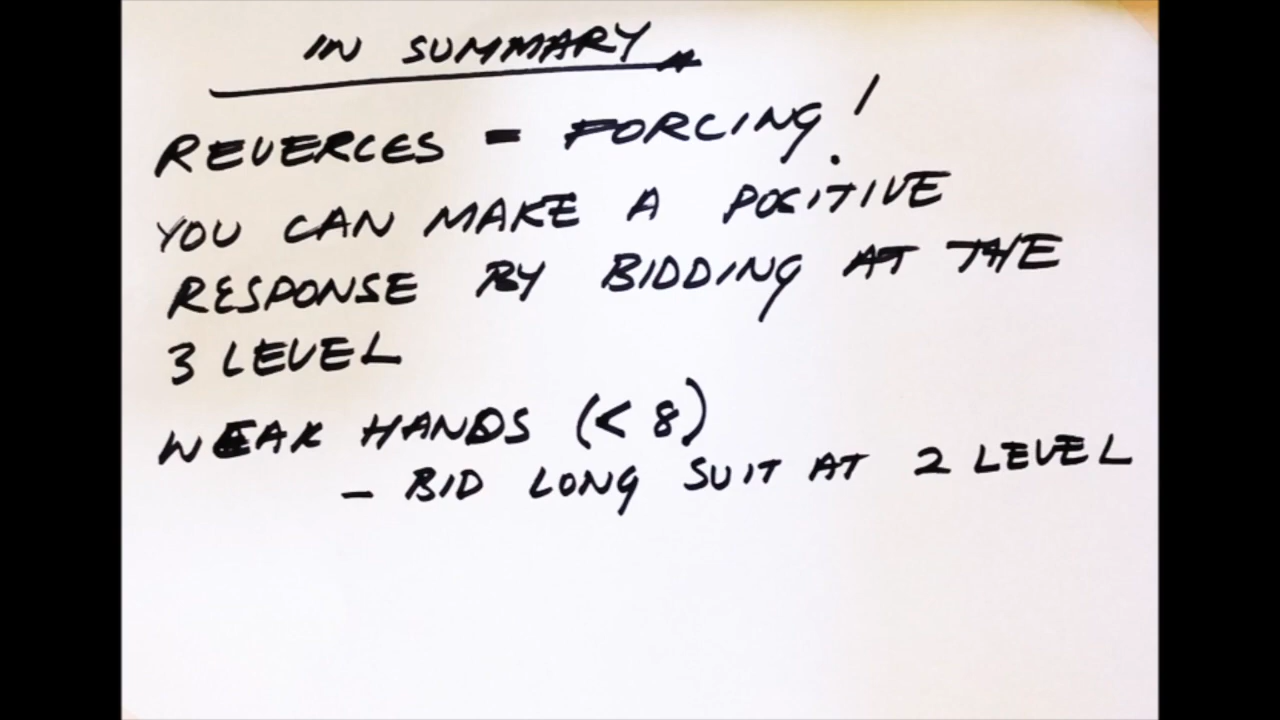 IN SUMMARY
REVERCES = FORCING!
YOU CAN MAKE A POSITIVE
RESPONSE BY BIDDING AT THE
3 LEVEL
WEAK HANDS (< 8)
- BID LONG SUIT AT 2 LEVEL